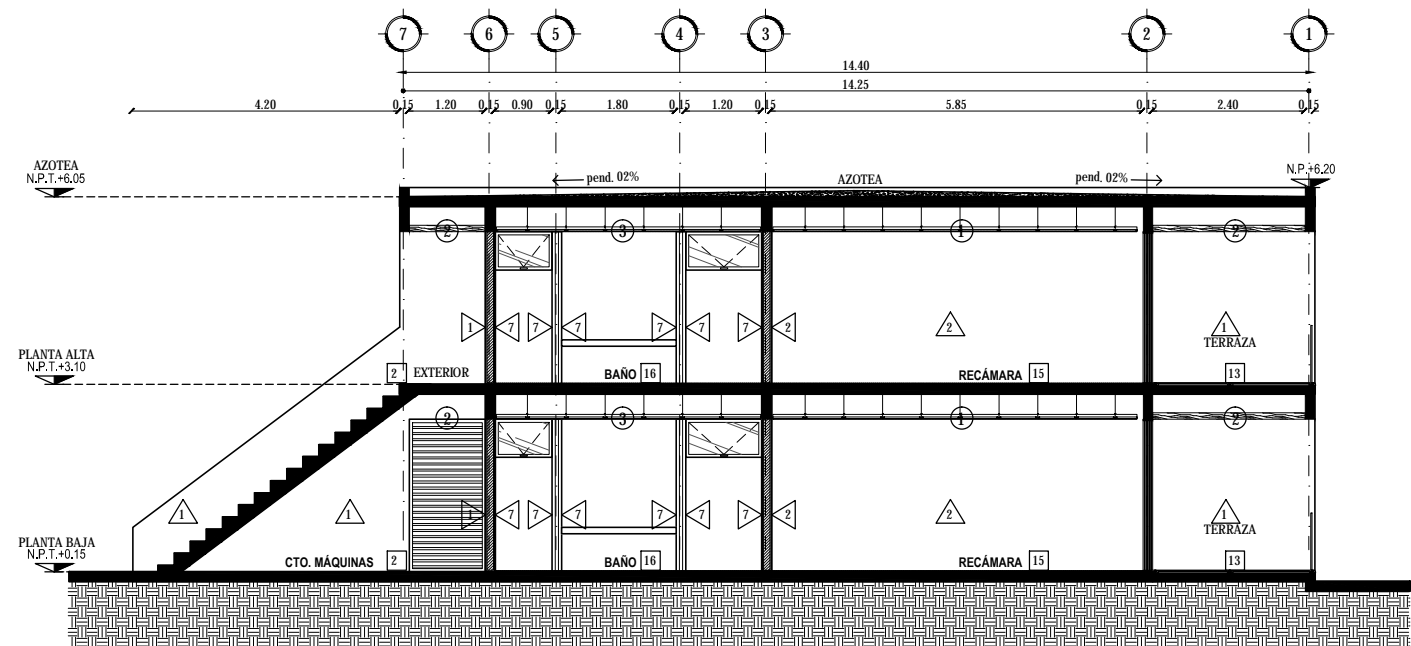 7 6 5 4 3 2 1
14.40
14.25
4.20 0.15 1.20 0.15 0.90 0.15 1.80 0.15 1.20 0.15 5.85 0.15 2.40 0.15
AZOTEA
N.P.T.+6.05
pend. 02%
AZOTEA
pend. 02%
N.P.+6.20
2 3 1 2
1 7 7 7 7 7 7 2 2 1
TERRAZA
PLANTA ALTA
N.P.T.+3.10
2 EXTERIOR
BAÑO 16
RECÁMARA 15
13
2 3 1 2
1 1 1 7 7 7 7 7 7 2 2 1
TERRAZA
PLANTA BAJA
N.P.T.+0.15
CTO. MÁQUINAS 2
BAÑO 16
RECÁMARA 15
13